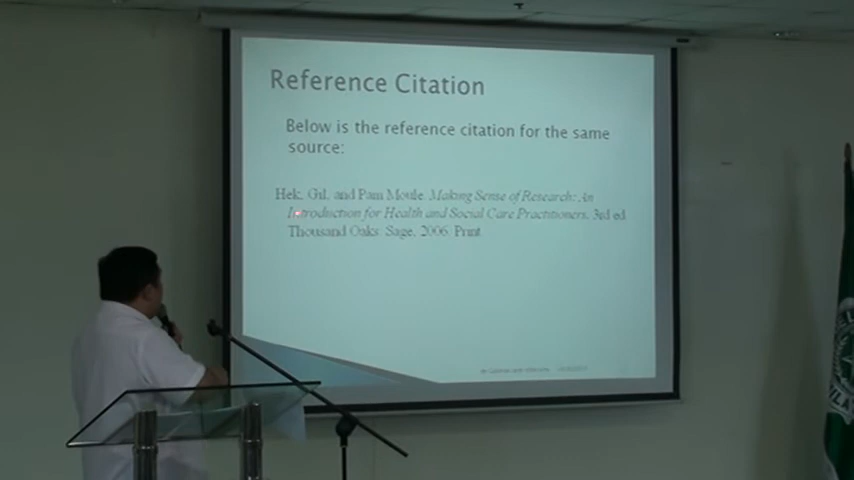 Reference Citation
Below is the reference citation for the same
source:
Hek, Gil, and Pam Moule. Making Sense of Research: An
Introduction for Health and Social Care Practitioners. 3rd ed.
Thousand Oaks: Sage, 2006. Print.